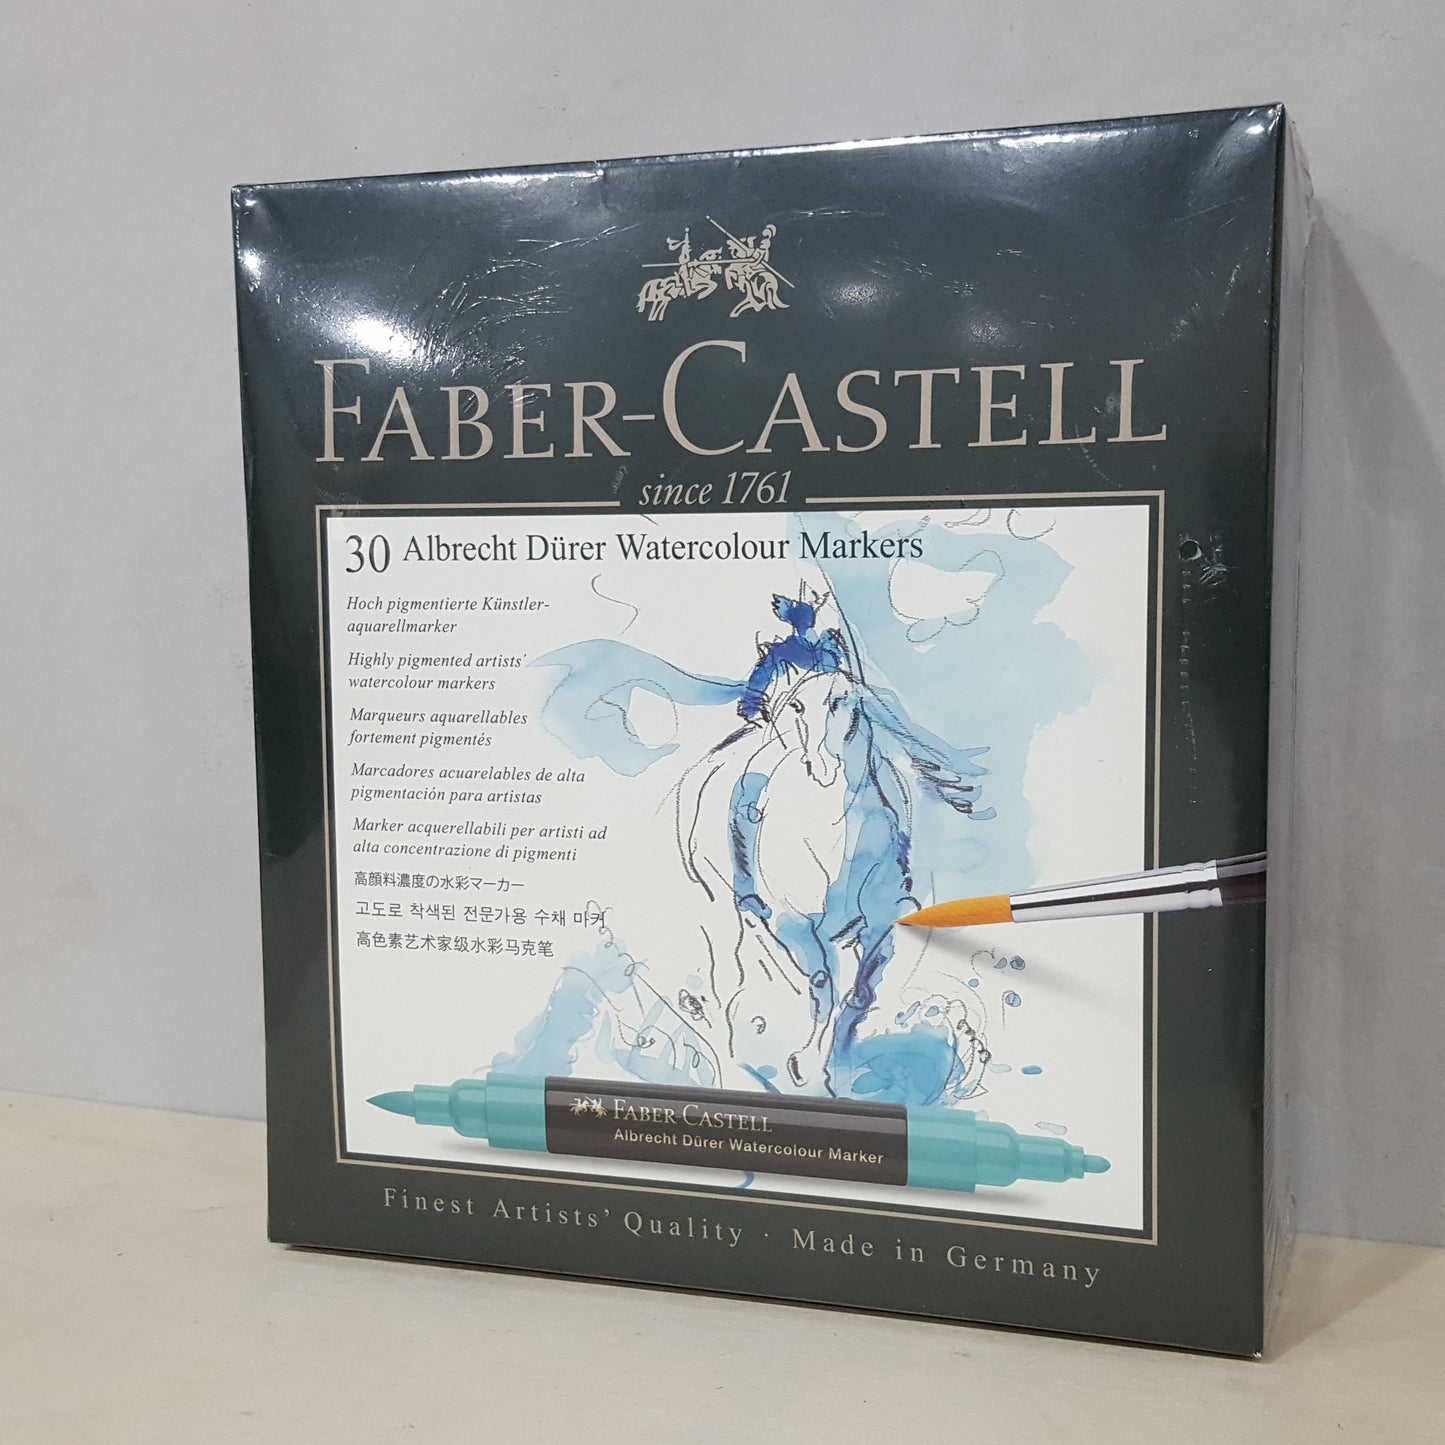 FABER-CASTELL
since 1761
30 Albrecht Dürer Watercolour Markers
Hoch pigmentierte Künstler-
aquarellmarker
Highly pigmented artists´
watercolour markers
Marqueurs aquarellables
fortement pigmentés
Marcadores acuarelables de alta
pigmentación para artistas
Marker acquerellabili per artisti ad
alta concentrazione di pigmenti
高顔料濃度の水彩マーカー
고도로 착색된 전문가용 수채 마커
高色素艺术家级水彩马克笔
FABER-CASTELL
Albrecht Dürer Watercolour Marker
Finest Artists’ Quality · Made in Germany